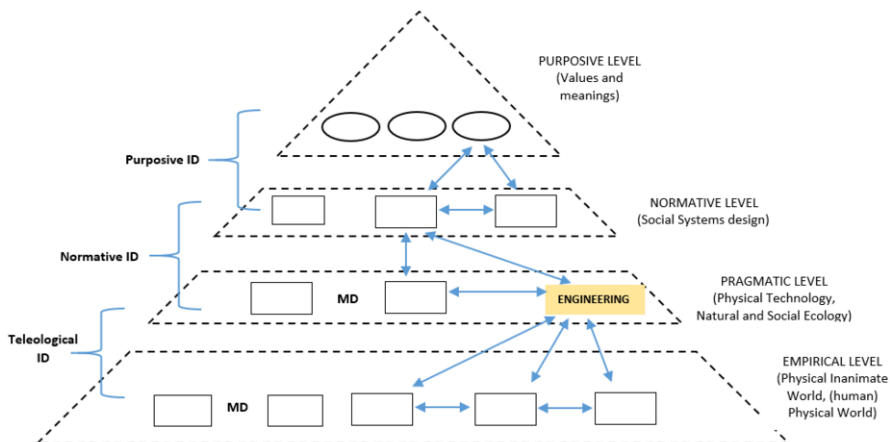 PURPOSIVE LEVEL
(Values and
meanings)
Purposive ID
NORMATIVE LEVEL
(Social Systems design)
Normative ID
PRAGMATIC LEVEL
(Physical Technology,
Natural and Social Ecology)
MD
ENGINEERING
Teleological
ID
EMPIRICAL LEVEL
(Physical Inanimate
World, (human)
Physical World)
MD